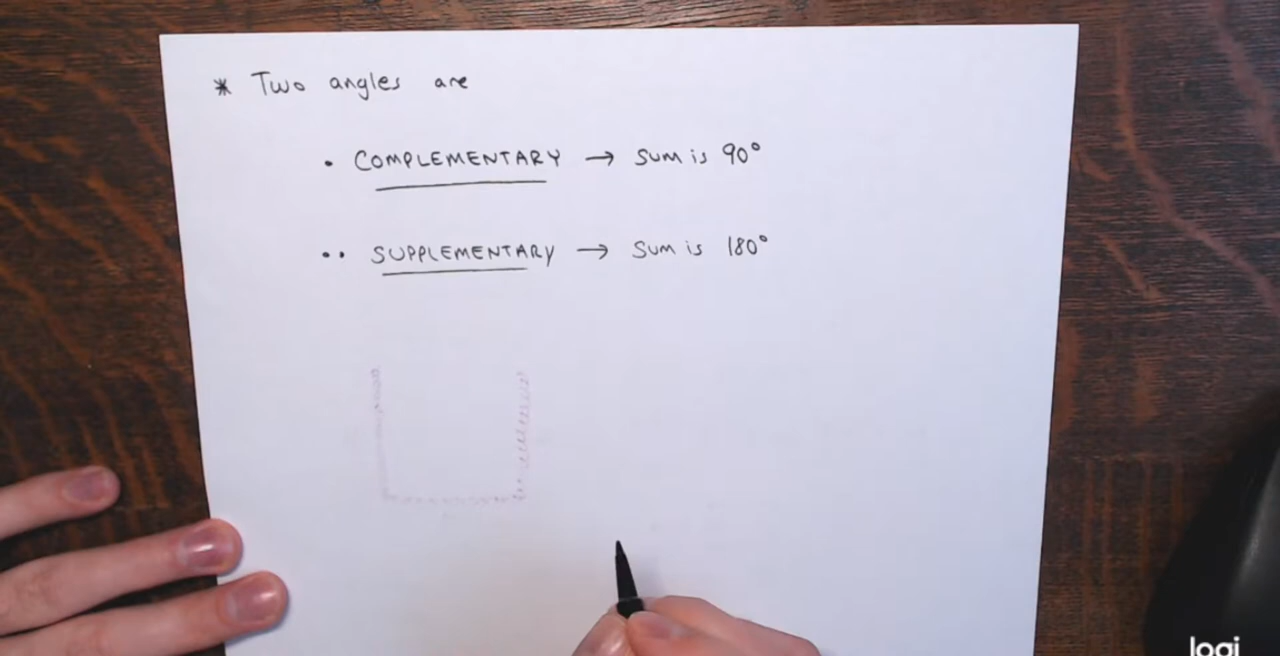 * Two angles are
• COMPLEMENTARY → Sum is 90°
•• SUPPLEMENTARY → Sum is 180°
logi